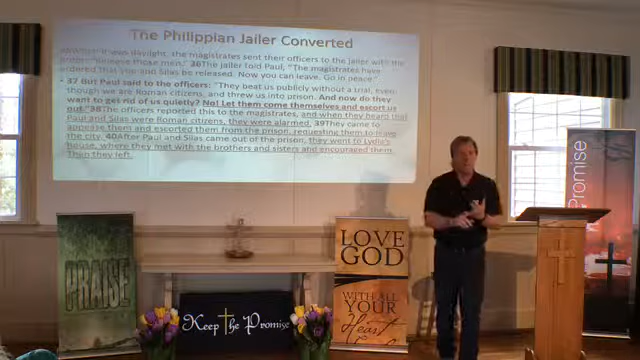 The Philippian Jailer Converted
it was daylight, the magistrates sent their officers to the jailer with the
order: "Release those men." 36The jailer told Paul, "The magistrates have
ordered that you and Silas be released. Now you can leave. Go in peace."
• 37 But Paul said to the officers: "They beat us publicly without a trial, even
though we are Roman citizens, and threw us into prison. And now do they
want to get rid of us quietly? No! Let them come themselves and escort us
out."38The officers reported this to the magistrates, and when they heard that
Paul and Silas were Roman citizens, they were alarmed. 39They came to
appease them and escorted them from the prison, requesting them to leave
the city. 40After Paul and Silas came out of the prison, they went to Lydia's
house, where they met with the brothers and sisters and encouraged them.
Then they left.
PRAISE
Keep the Promise
LOVE
GOD
WITH ALL
YOUR
Heart
Promise